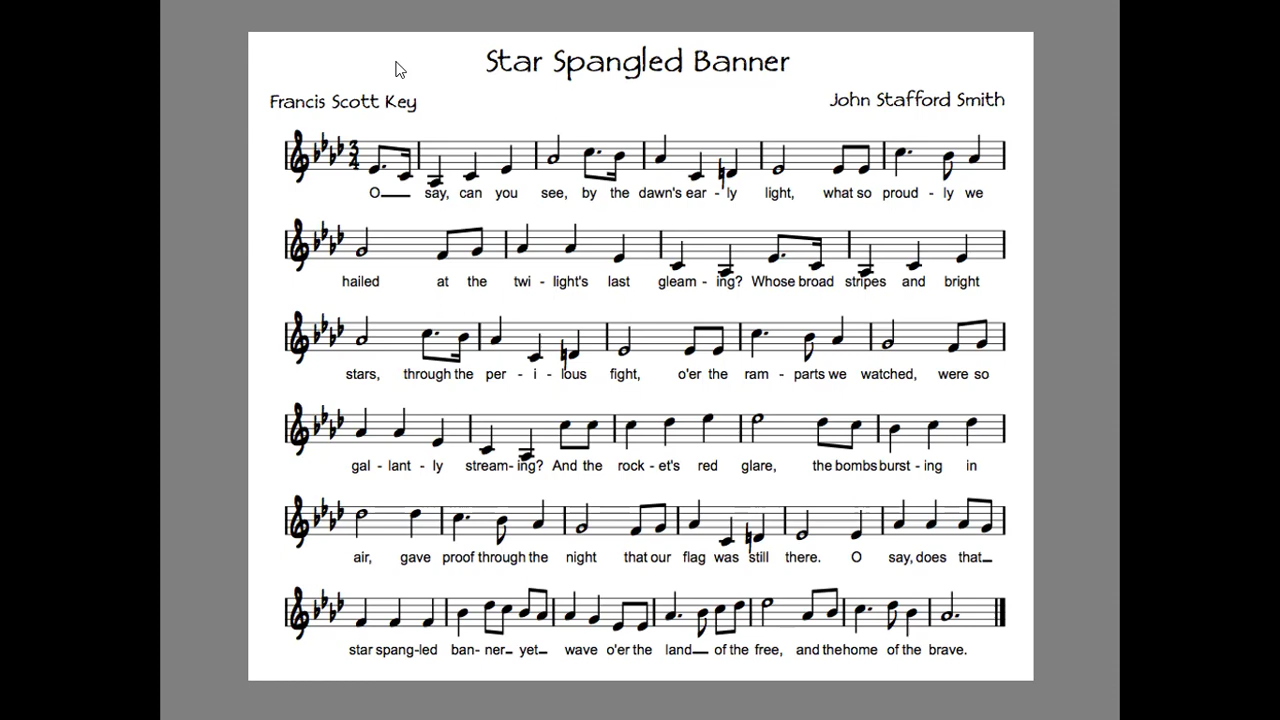 Star Spangled Banner
Francis Scott Key
John Stafford Smith
3
4
O say, can you see, by the dawn's ear - ly light, what so proud - ly we
hailed at the twi - light's last gleam - ing? Whose broad stripes and bright
stars, through the per - i - lous fight, o'er the ram - parts we watched, were so
gal - lant - ly stream- ing? And the rock - et's red glare, the bombs burst - ing in
air, gave proof through the night that our flag was still there. O say, does that
star spang-led ban- ner yet wave o'er the land of the free, and the home of the brave.